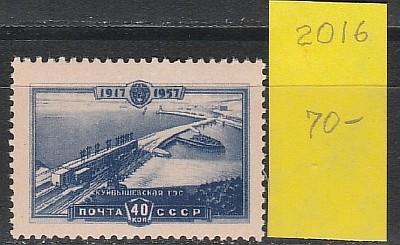 2016
70-
1917 1957
КУЙБЫШЕВСКАЯ ГЭС
ПОЧТА 40 КОП СССР